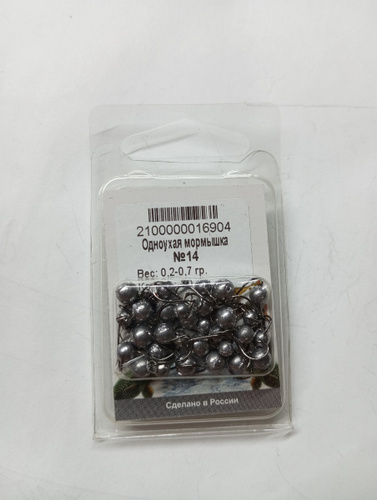 2100000016904
Одноухая мормышка
№14
Вес: 0,2-0,7 гр.
Сделано в России